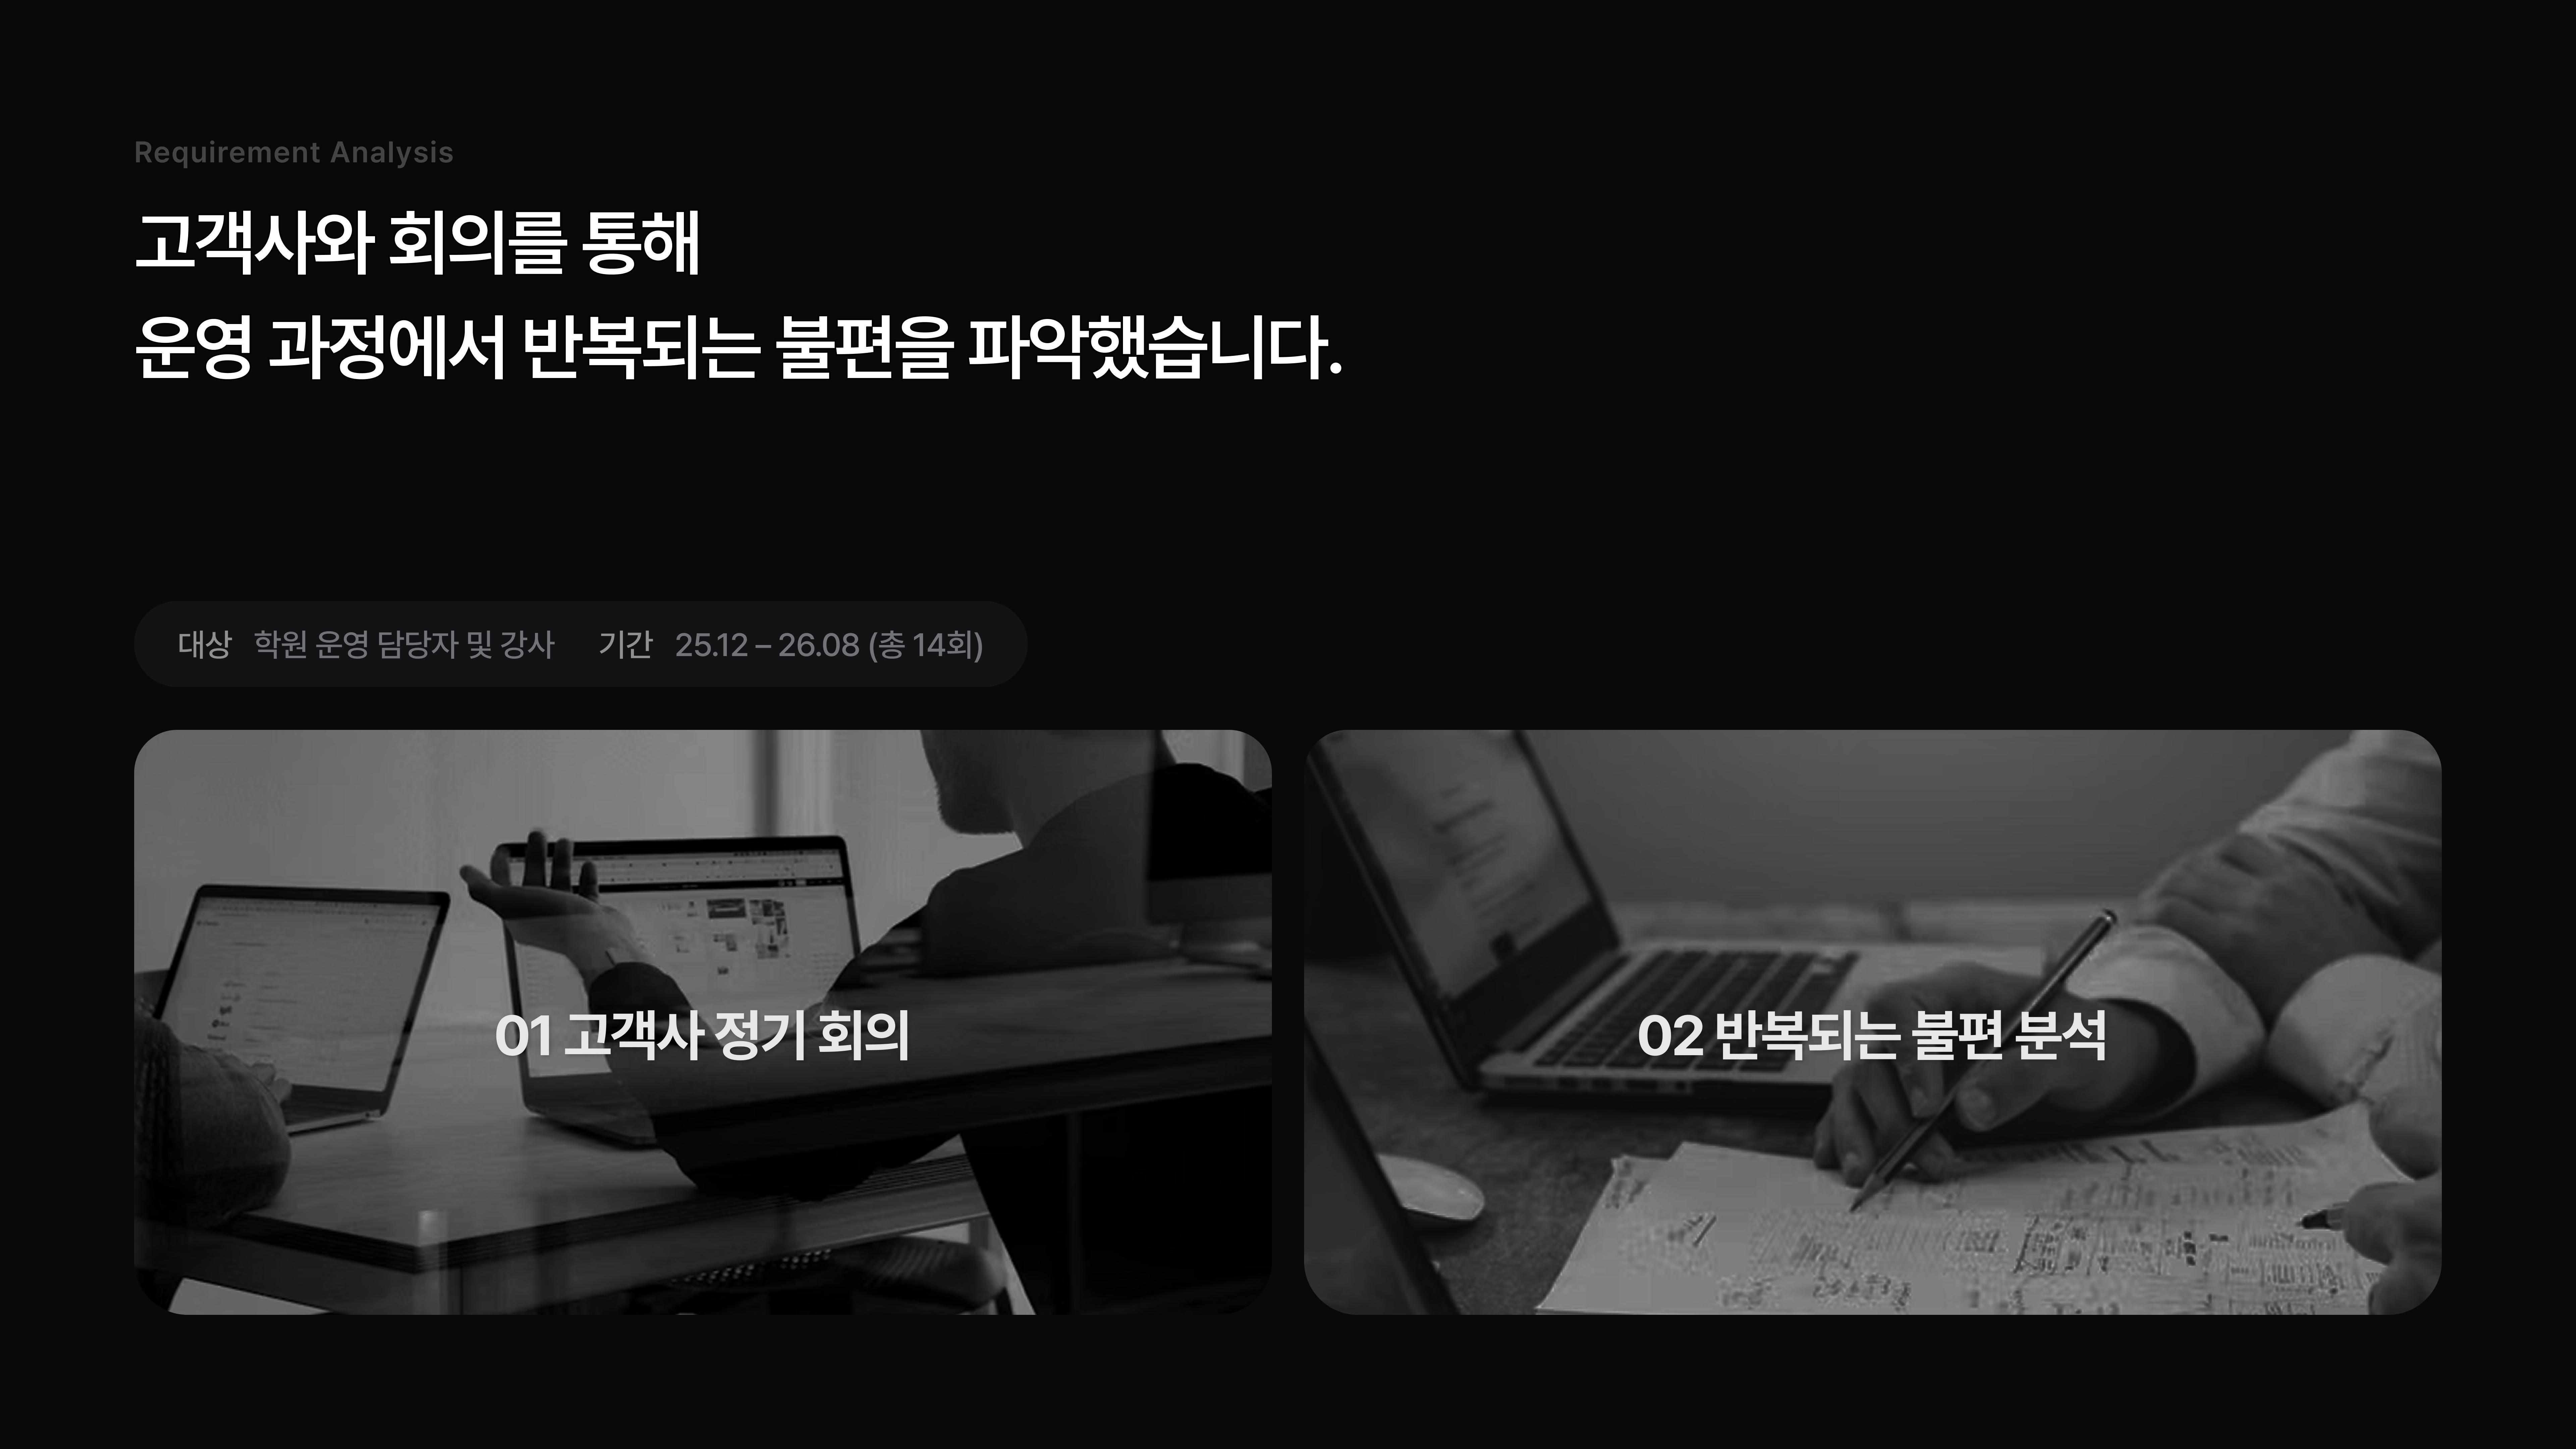 Requirement Analysis
고객사와 회의를 통해
운영 과정에서 반복되는 불편을 파악했습니다.
대상 학원 운영 담당자 및 강사 기간 25.12 – 26.08 (총 14회)
01 고객사 정기 회의
02 반복되는 불편 분석